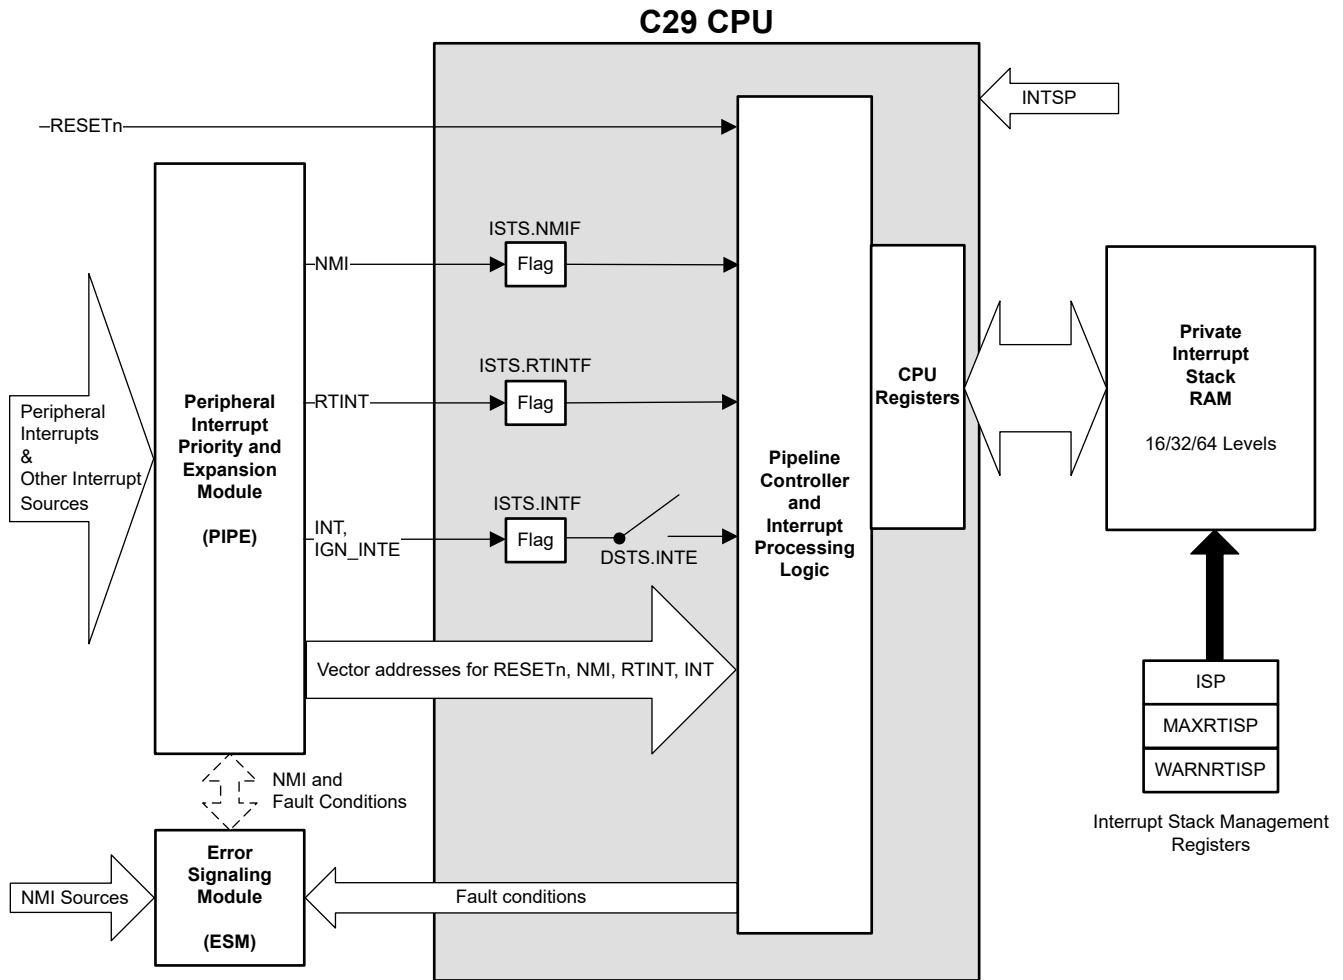 C29 CPU
INTSP
RESETn
ISTS.NMIF
NMI
Flag
ISTS.RTINTF
RTINT
Flag
ISTS.INTF
INT,
IGN_INTE
Flag
DSTS.INTE
Peripheral
Interrupts
&
Other Interrupt
Sources
Peripheral
Interrupt
Priority and
Expansion
Module
(PIPE)
Pipeline
Controller
and
Interrupt
Processing
Logic
CPU
Registers
Private
Interrupt
Stack
RAM
16/32/64 Levels
Vector addresses for RESETn, NMI, RTINT, INT
ISP
MAXRTISP
WARNRTISP
Interrupt Stack Management
Registers
NMI and
Fault Conditions
NMI Sources
Error
Signaling
Module
(ESM)
Fault conditions